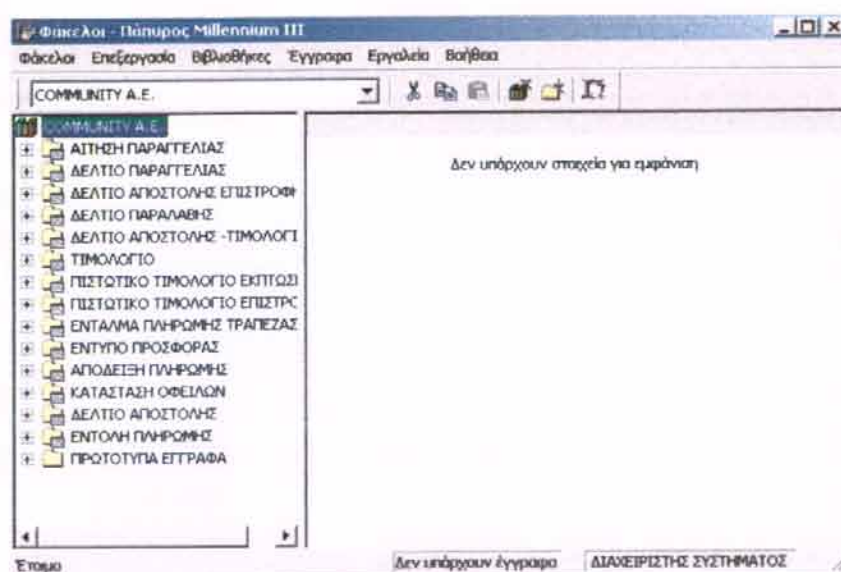 Φάκελοι - Πάπυρος Millennium III
Φάκελοι Επεξεργασία Βιβλιοθήκες Έγγραφα Εργαλεία Βοήθεια
COMMUNITY A.E.
COMMUNITY A.E.
ΑΙΤΗΣΗ ΠΑΡΑΓΓΕΛΙΑΣ
ΔΕΛΤΙΟ ΠΑΡΑΓΓΕΛΙΑΣ
ΔΕΛΤΙΟ ΑΠΟΣΤΟΛΗΣ ΕΠΙΣΤΡΟΦΗ
ΔΕΛΤΙΟ ΠΑΡΑΛΑΒΗΣ
ΔΕΛΤΙΟ ΑΠΟΣΤΟΛΗΣ -ΤΙΜΟΛΟΓΙ
ΤΙΜΟΛΟΓΙΟ
ΠΙΣΤΩΤΙΚΟ ΤΙΜΟΛΟΓΙΟ ΕΚΠΤΩΣΙ
ΠΙΣΤΩΤΙΚΟ ΤΙΜΟΛΟΓΙΟ ΕΠΙΣΤΡΟ
ΕΝΤΑΛΜΑ ΠΛΗΡΩΜΗΣ ΤΡΑΠΕΖΑΣ
ΕΝΤΥΠΟ ΠΡΟΣΦΟΡΑΣ
ΑΠΟΔΕΙΞΗ ΠΛΗΡΩΜΗΣ
ΚΑΤΑΣΤΑΣΗ ΟΦΕΙΛΩΝ
ΔΕΛΤΙΟ ΑΠΟΣΤΟΛΗΣ
ΕΝΤΟΛΗ ΠΛΗΡΩΜΗΣ
ΠΡΩΤΟΤΥΠΑ ΕΓΓΡΑΦΑ
Δεν υπάρχουν στοιχεία για εμφάνιση
Έτοιμο Δεν υπάρχουν έγγραφα ΔΙΑΧΕΙΡΙΣΤΗΣ ΣΥΣΤΗΜΑΤΟΣ